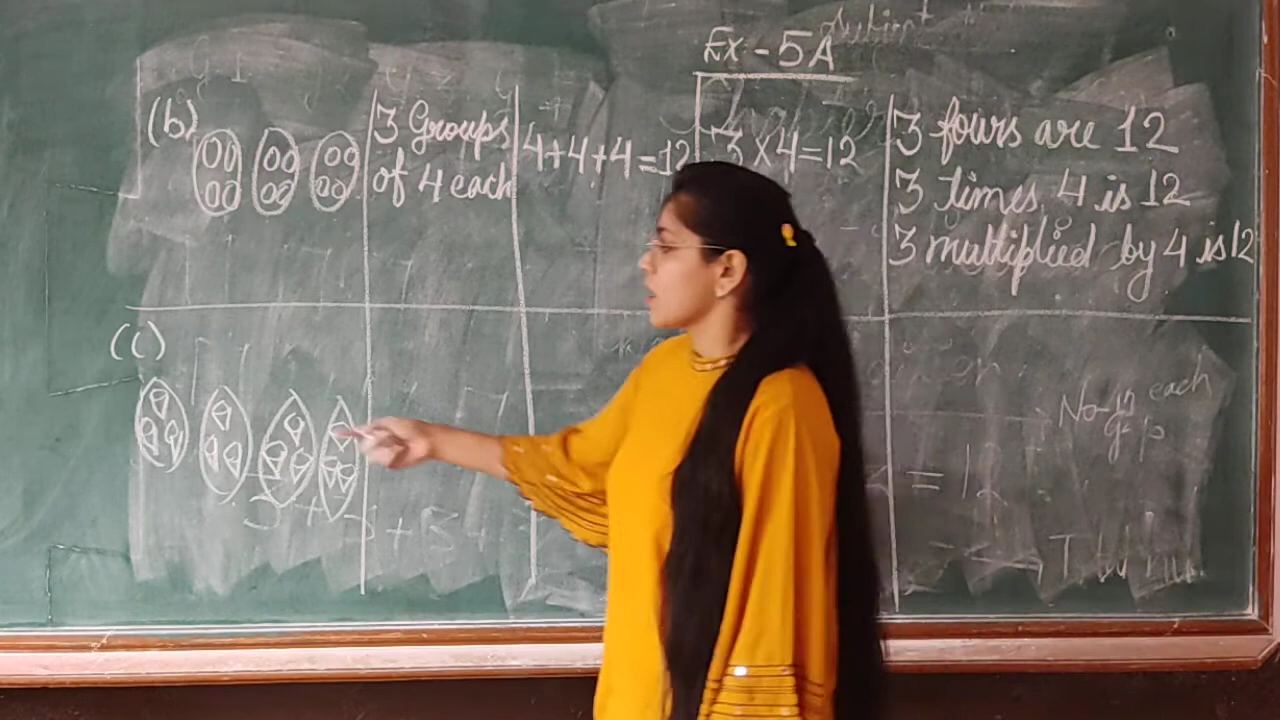 Ex - 5A
(b)
3 Groups
of 4 each
4+4+4=12
3×4=12
3 fours are 12
3 times 4 is 12
3 multiplied by 4 is 12
(c)
each